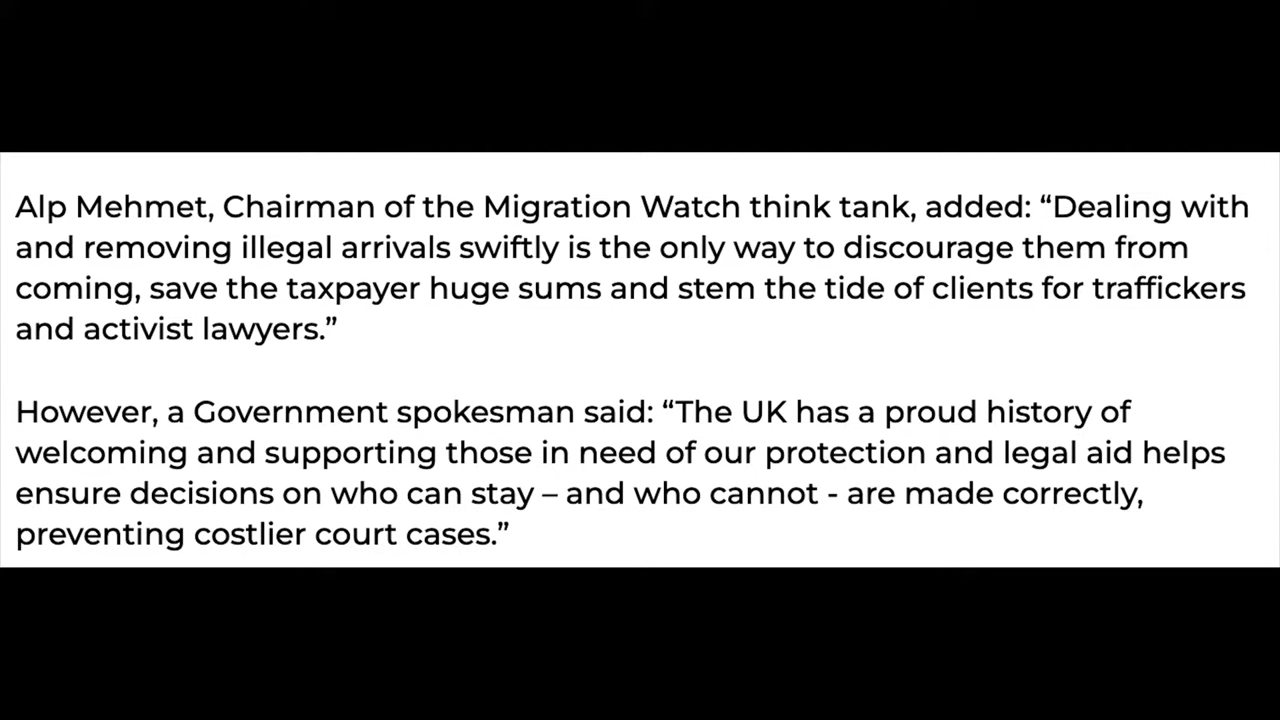 Alp Mehmet, Chairman of the Migration Watch think tank, added: “Dealing with
and removing illegal arrivals swiftly is the only way to discourage them from
coming, save the taxpayer huge sums and stem the tide of clients for traffickers
and activist lawyers.”
However, a Government spokesman said: “The UK has a proud history of
welcoming and supporting those in need of our protection and legal aid helps
ensure decisions on who can stay – and who cannot - are made correctly,
preventing costlier court cases.”